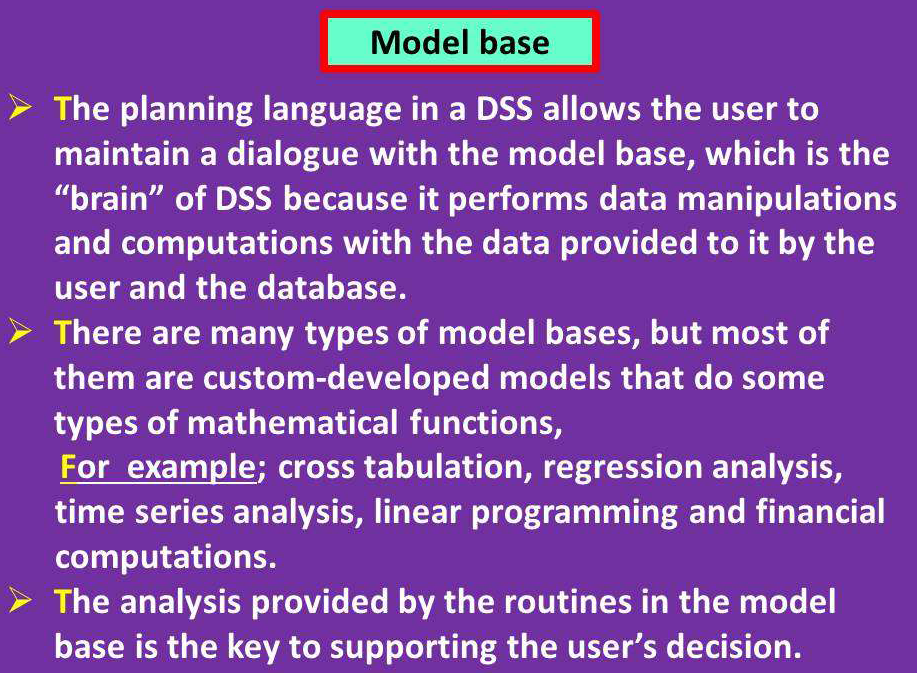 Model base
➢ The planning language in a DSS allows the user to
maintain a dialogue with the model base, which is the
“brain” of DSS because it performs data manipulations
and computations with the data provided to it by the
user and the database.
➢ There are many types of model bases, but most of
them are custom-developed models that do some
types of mathematical functions,
For example; cross tabulation, regression analysis,
time series analysis, linear programming and financial
computations.
➢ The analysis provided by the routines in the model
base is the key to supporting the user’s decision.